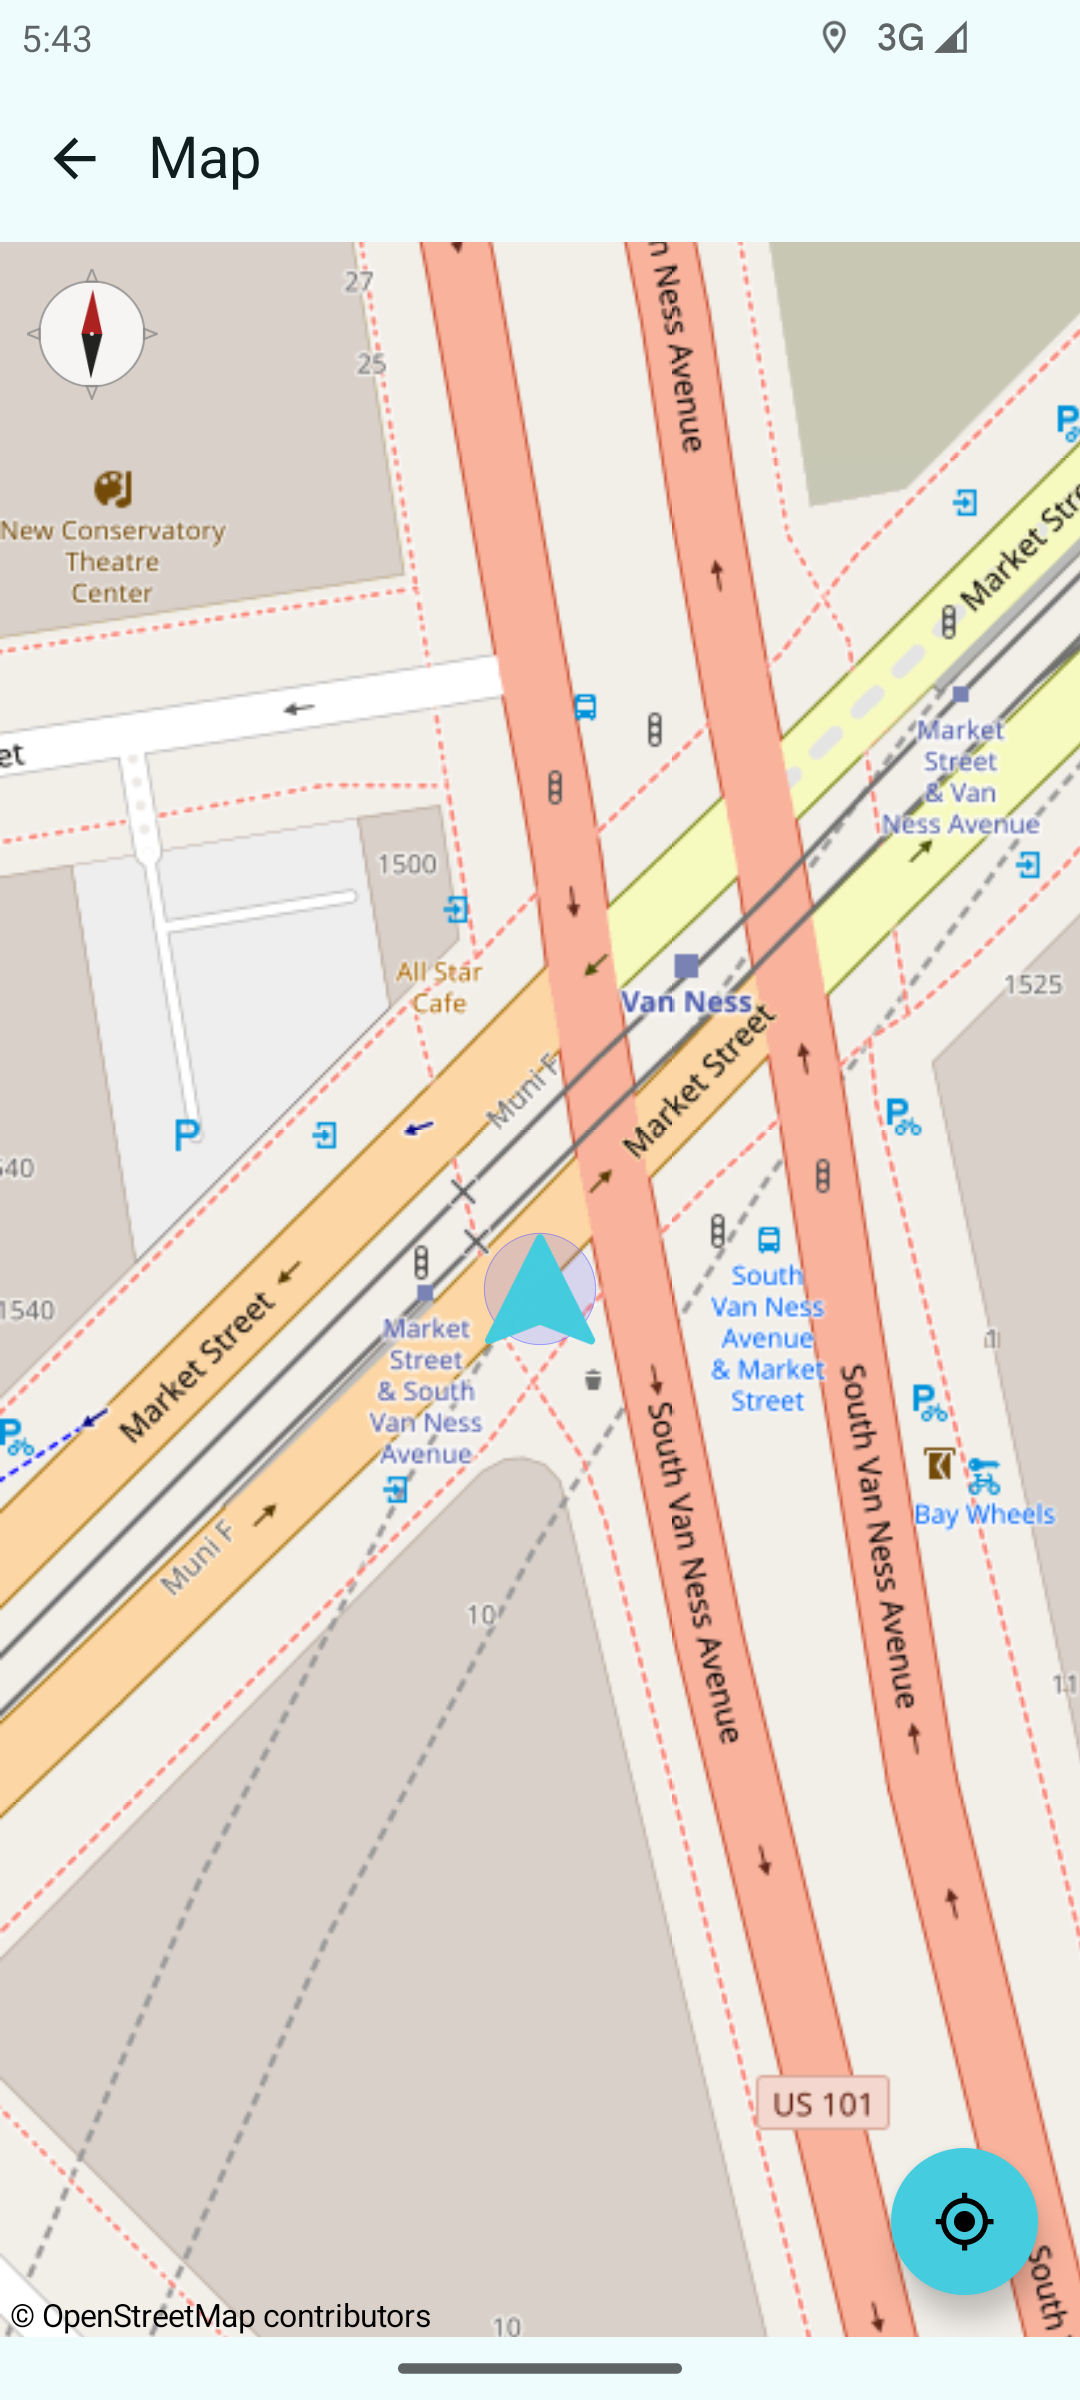 5:43
3G
Map
27
25
n Ness Avenue
New Conservatory
Theatre
Center
Market Stre
Market
Street
& Van
Ness Avenue
et
1500
All Star
Cafe
Van Ness
1525
Muni F
Market Street
P
540
1540
South
Van Ness
Avenue
& Market
Street
Market
Street
& South
Van Ness
Avenue
Market Street
Muni F
South Van Ness Avenue
South Van Ness Avenue
Bay Wheels
10
11
US 101
South
10
© OpenStreetMap contributors